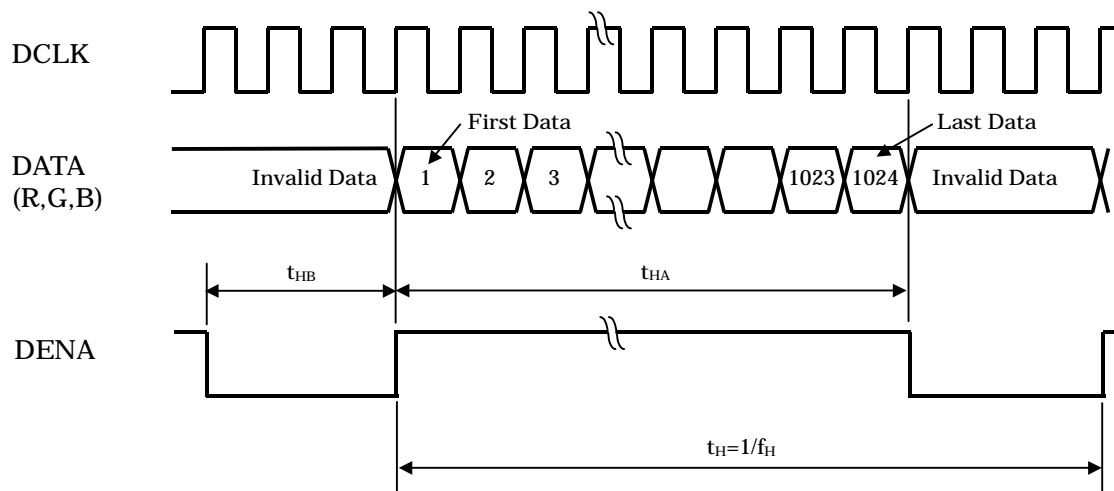 DCLK
First Data
Last Data
DATA
(R,G,B)
Invalid Data
1
2
3
1023
1024
Invalid Data
tHB
tHA
DENA
tH=1/fH